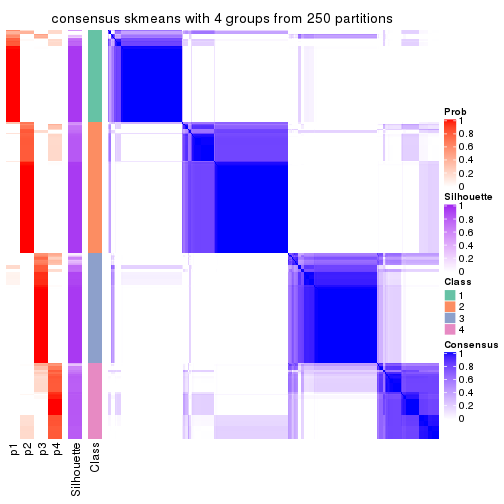 consensus skmeans with 4 groups from 250 partitions
Prob
1
0.8
0.6
0.4
0.2
0
Silhouette
1
0.8
0.6
0.4
0.2
0
Class
1
2
3
4
Consensus
1
0.8
0.6
0.4
0.2
0
p1
p2
p3
p4
Silhouette
Class